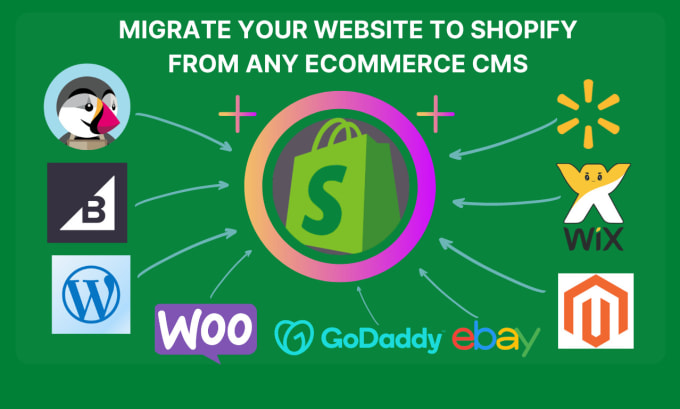 MIGRATE YOUR WEBSITE TO SHOPIFY
FROM ANY ECOMMERCE CMS
S
B
WiX
W
WOO
GoDaddy
ebay